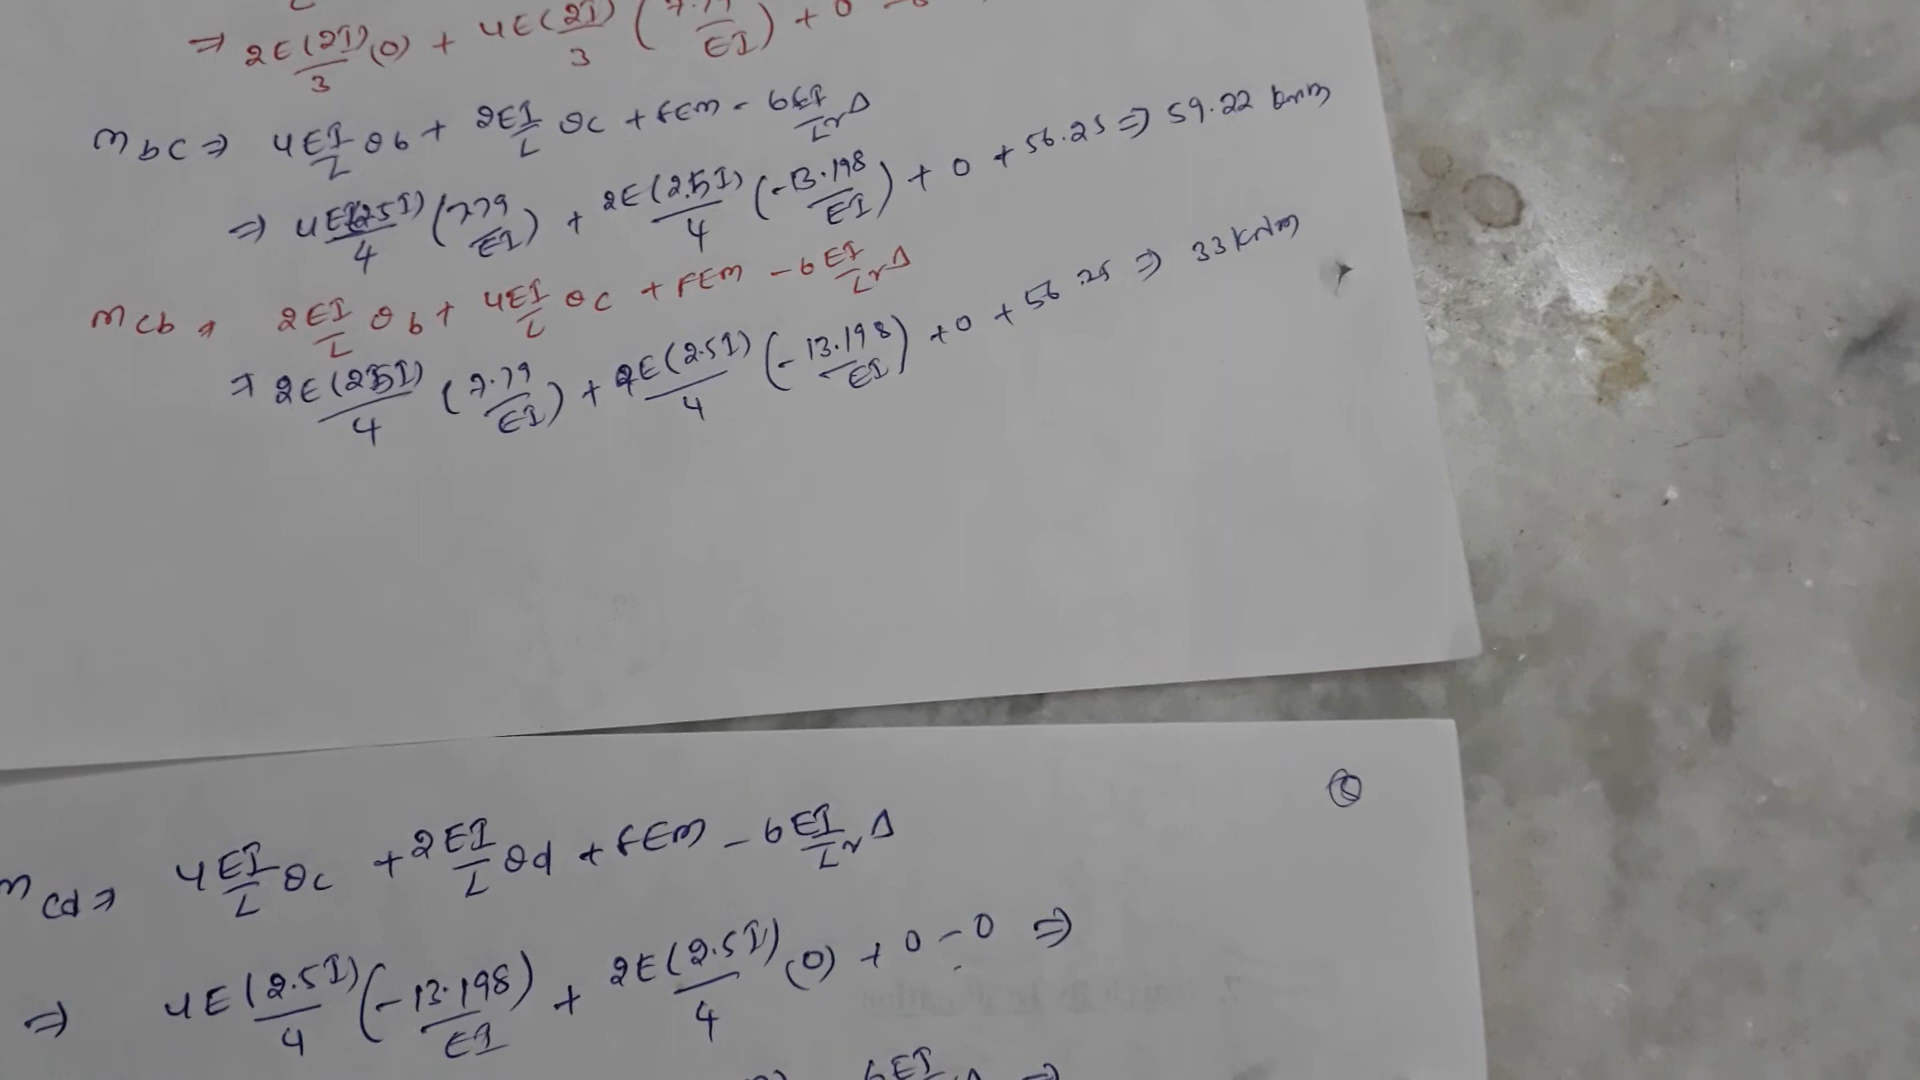 ⇒ 2E(2I)/3 (0) + 4E(2I)/3 (7.79/EI) + 0
Mbc ⇒ 4EI/L θb + 2EI/L θc + FEM - 6EI/L² Δ
⇒ 4E(2.5I)/4 (7.79/EI) + 2E(2.5I)/4 (-13.198/EI) + 0 + 56.25 ⇒ 59.22 kNm
Mcb ⇒ 2EI/L θb + 4EI/L θc + FEM - 6EI/L² Δ
⇒ 2E(2.5I)/4 (7.79/EI) + 4E(2.5I)/4 (-13.198/EI) + 0 + 56.25 ⇒ 33 kNm
Mcd ⇒ 4EI/L θc + 2EI/L θd + FEM - 6EI/L² Δ
⇒ 4E(2.5I)/4 (-13.198/EI) + 2E(2.5I)/4 (0) + 0 - 0 ⇒
6EI